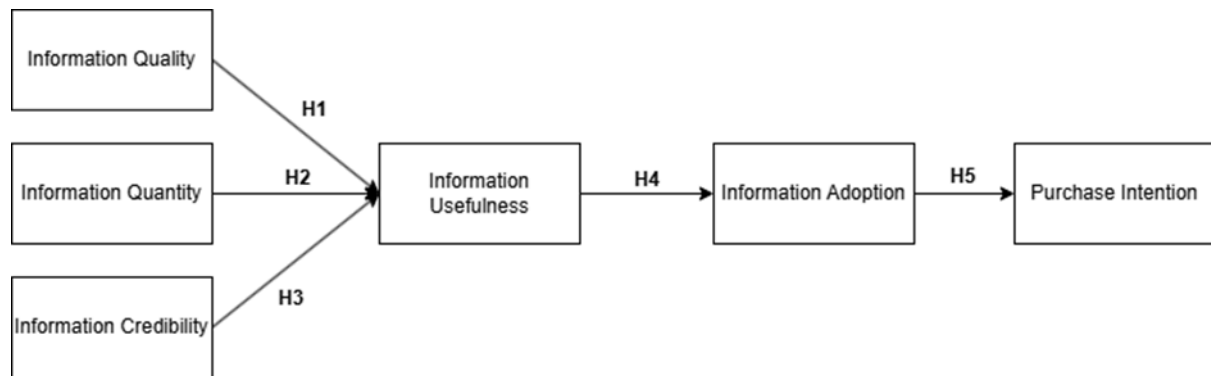 Information Quality
H1
Information Quantity
H2
Information
Usefulness
H4
Information Adoption
H5
Purchase Intention
H3
Information Credibility